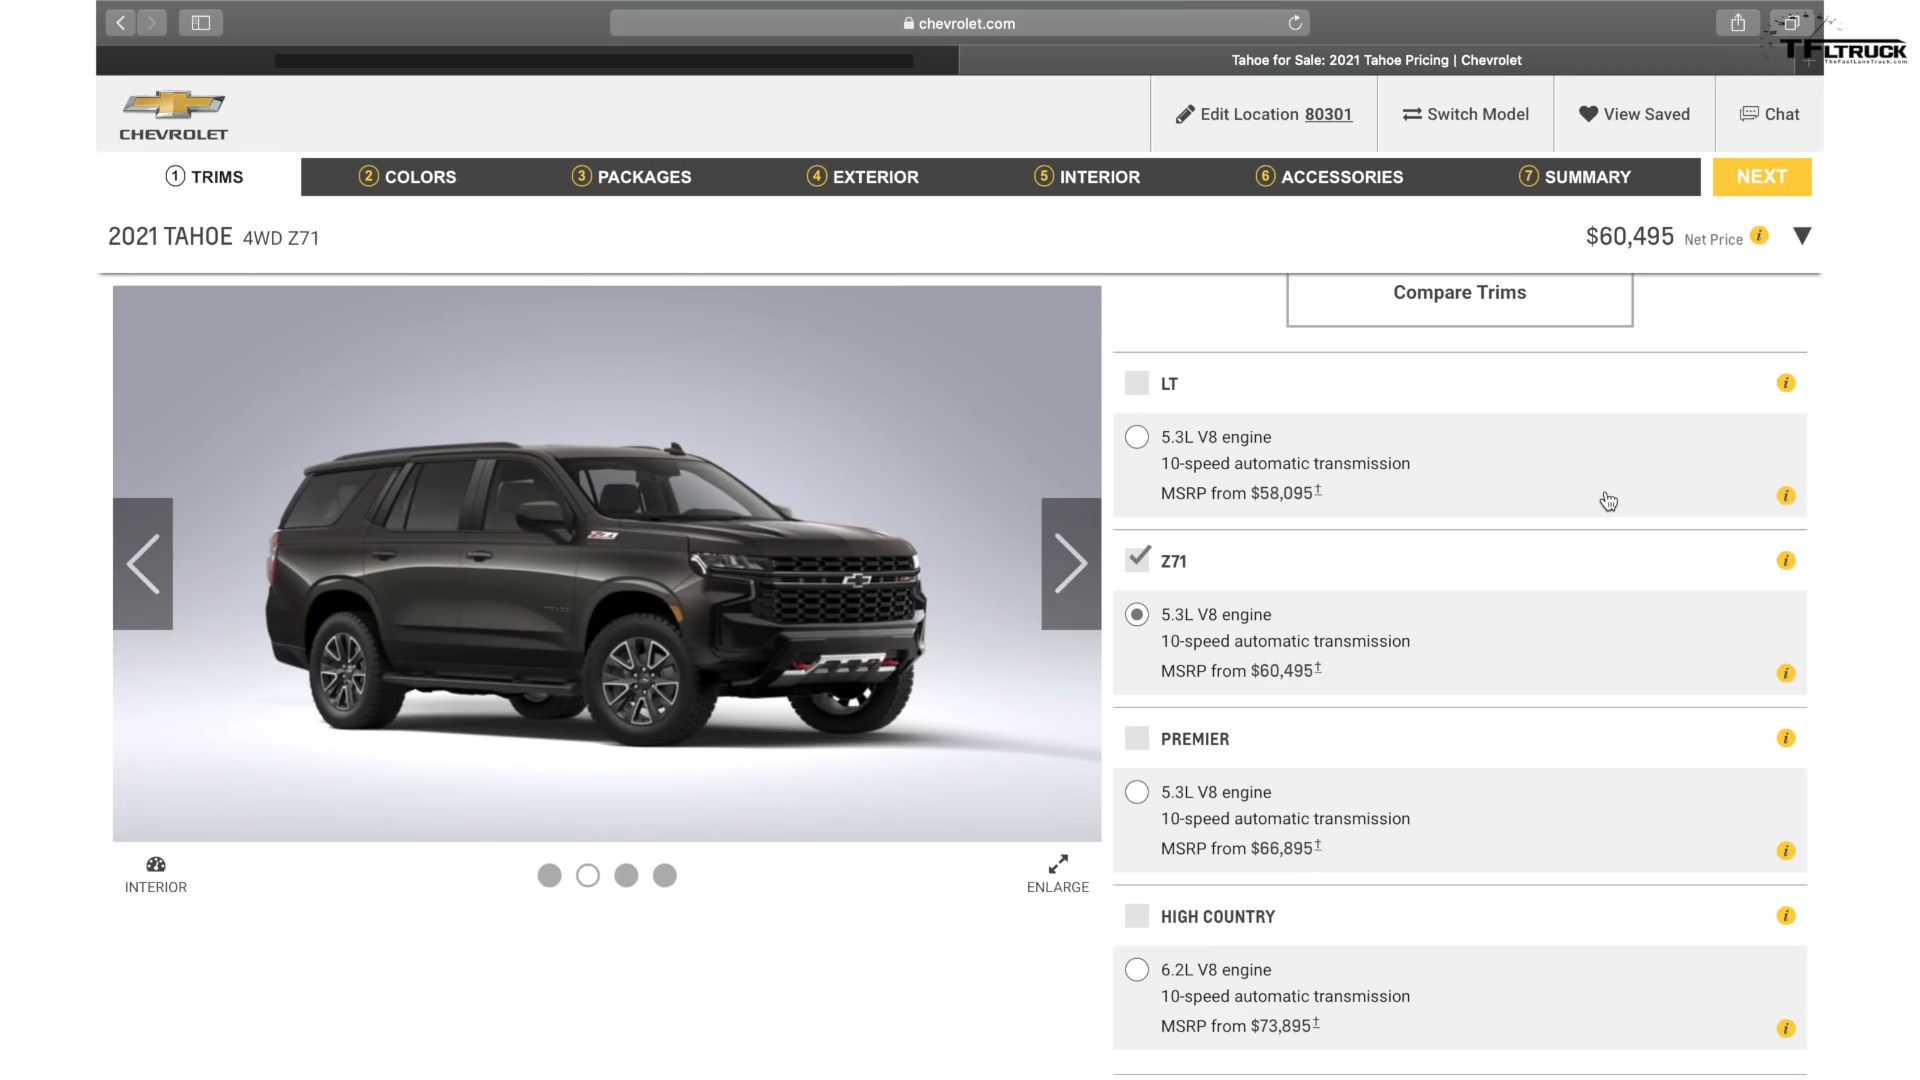 chevrolet.com
TFLTRUCK
TheFastLaneTruck.com
Tahoe for Sale: 2021 Tahoe Pricing | Chevrolet
CHEVROLET
Edit Location 80301
Switch Model
View Saved
Chat
1 TRIMS
2 COLORS
3 PACKAGES
4 EXTERIOR
5 INTERIOR
6 ACCESSORIES
7 SUMMARY
NEXT
2021 TAHOE 4WD Z71
$60,495 Net Price i
Compare Trims
LT i
5.3L V8 engine
10-speed automatic transmission
MSRP from $58,095† i
Z71 i
5.3L V8 engine
10-speed automatic transmission
MSRP from $60,495† i
PREMIER i
5.3L V8 engine
10-speed automatic transmission
MSRP from $66,895† i
HIGH COUNTRY i
6.2L V8 engine
10-speed automatic transmission
MSRP from $73,895† i
Z71
INTERIOR
ENLARGE